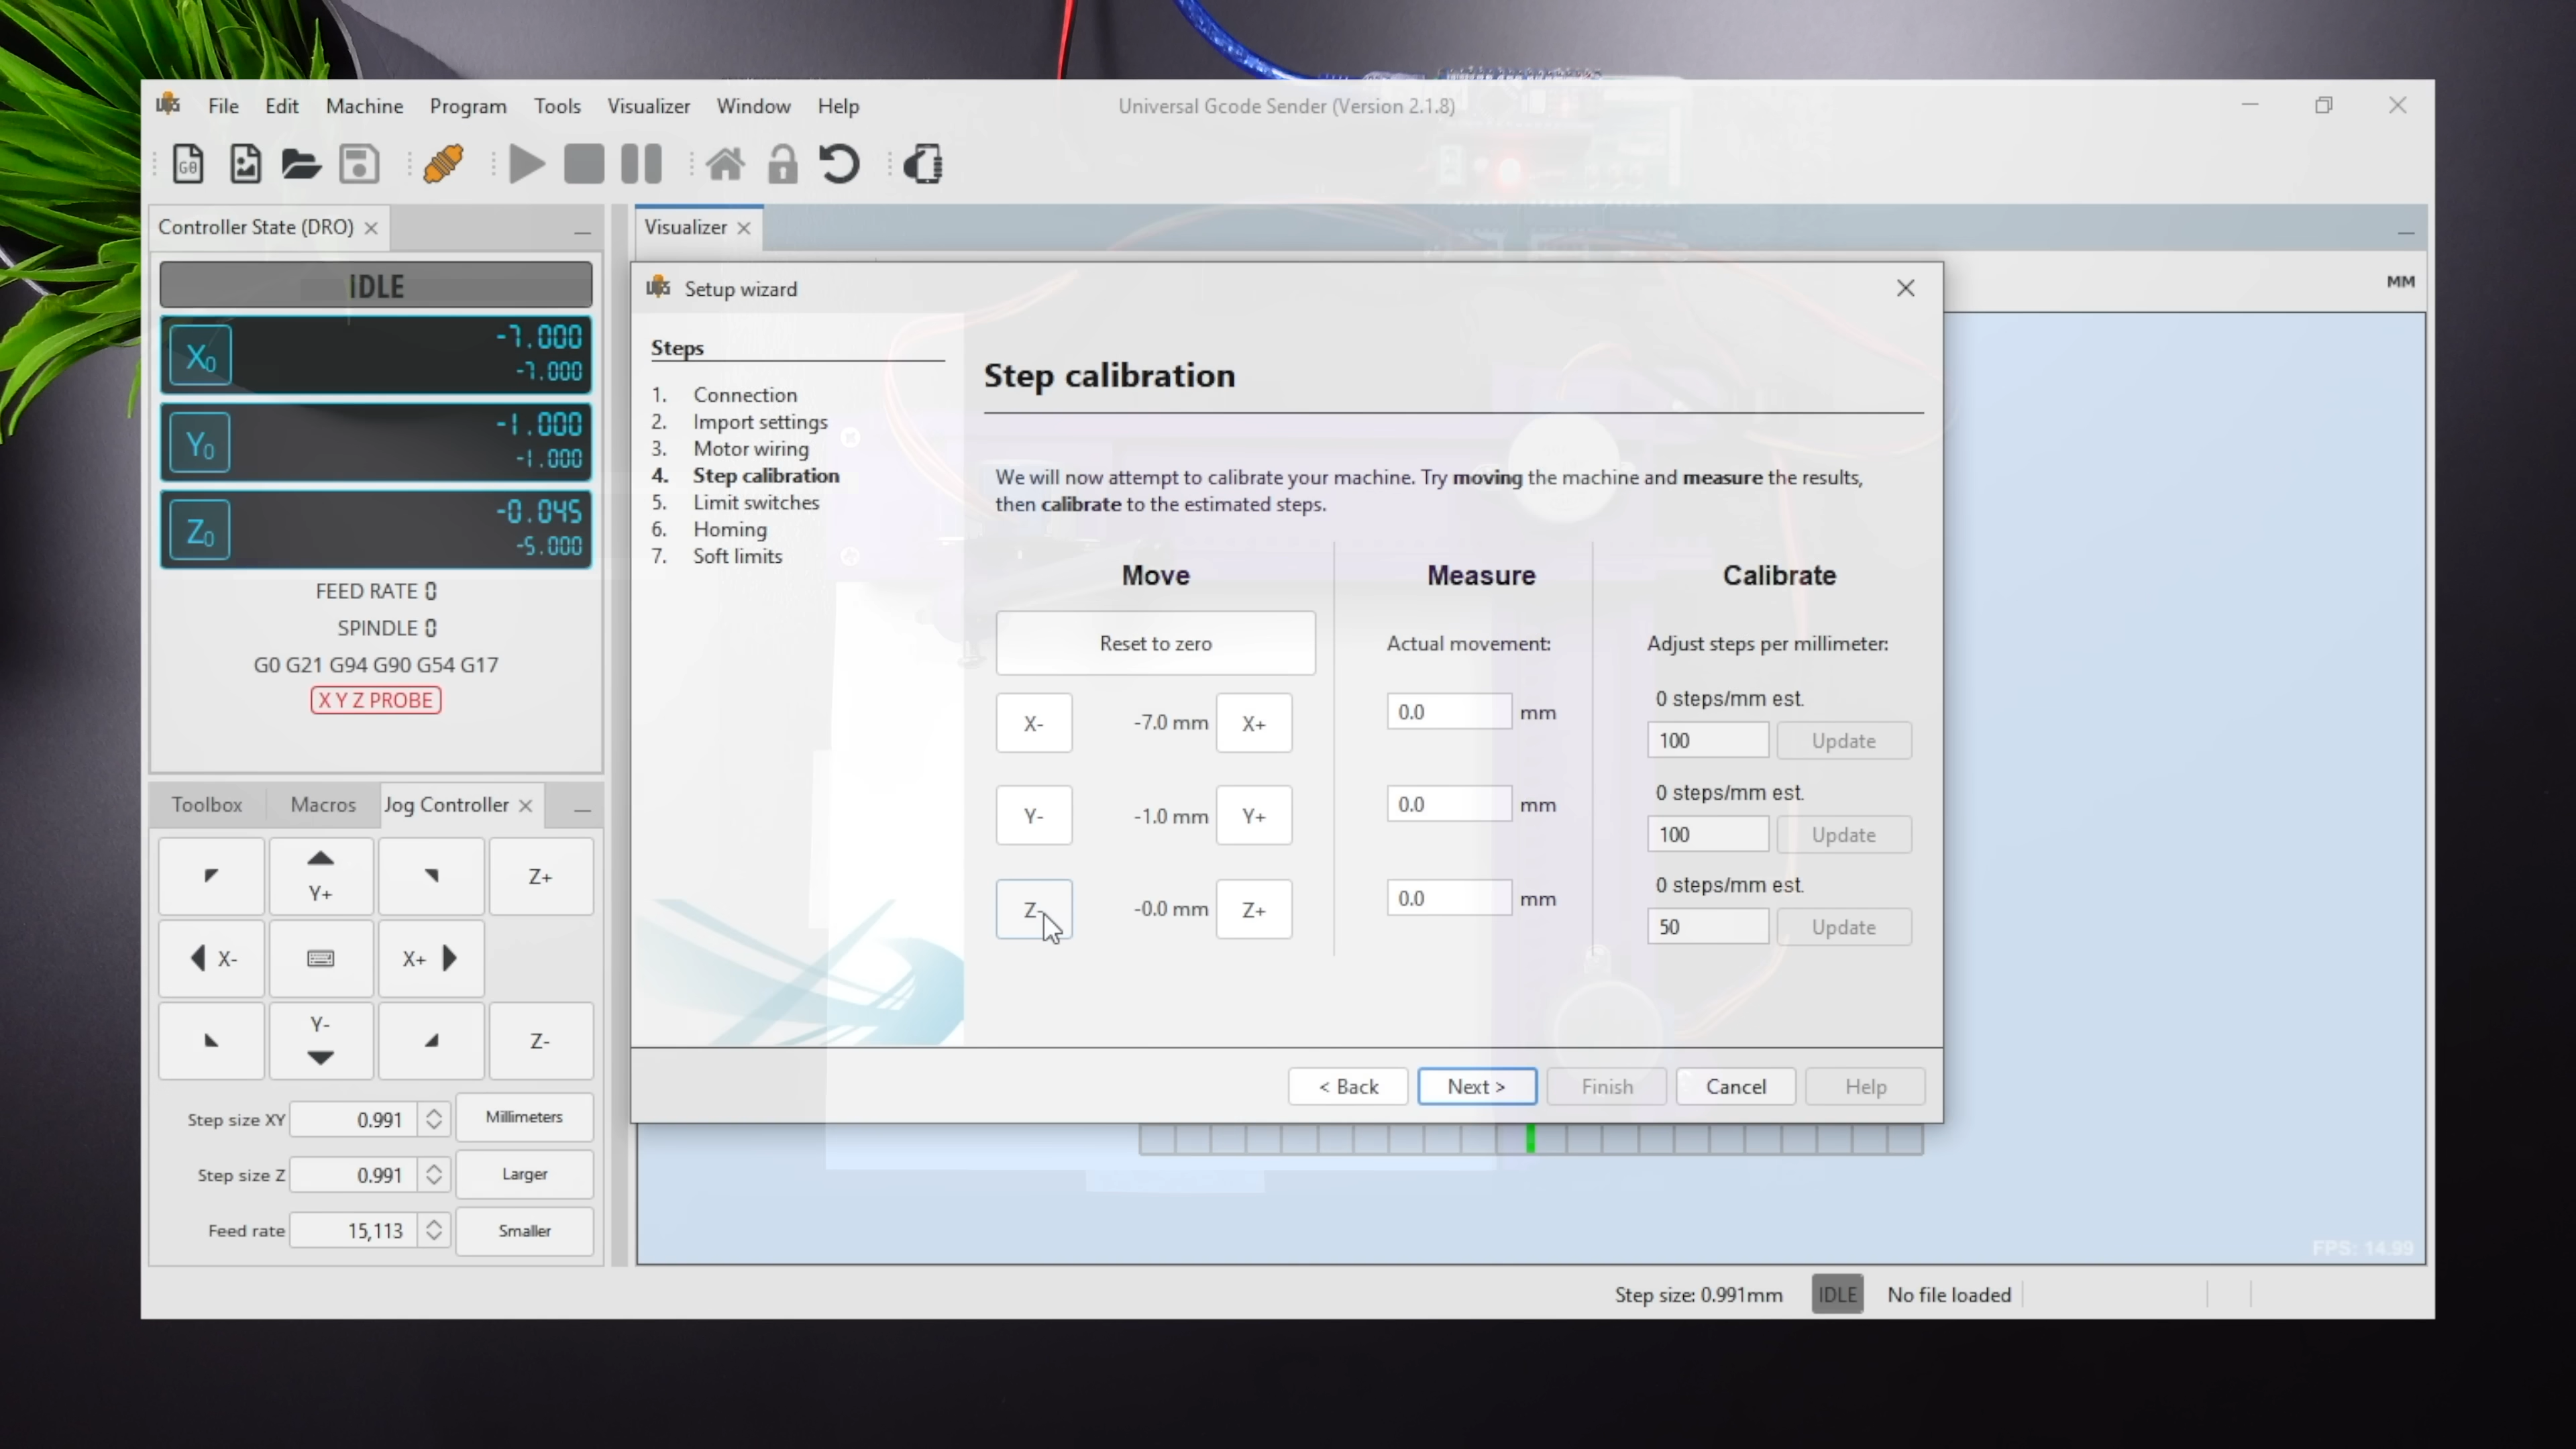 File Edit Machine Program Tools Visualizer Window Help
Universal Gcode Sender (Version 2.1.8)
Controller State (DRO)
IDLE
X0 -7.000
-7.000
Y0 -1.000
-1.000
Z0 -0.045
-5.000
FEED RATE 0
SPINDLE 0
G0 G21 G94 G90 G54 G17
X Y Z PROBE
Toolbox Macros Jog Controller
Y+ Z+
X- X+
Y- Z-
Step size XY 0.991 Millimeters
Step size Z 0.991 Larger
Feed rate 15,113 Smaller
Visualizer
MM
Setup wizard
Steps
1. Connection
2. Import settings
3. Motor wiring
4. Step calibration
5. Limit switches
6. Homing
7. Soft limits
Step calibration
We will now attempt to calibrate your machine. Try moving the machine and measure the results,
then calibrate to the estimated steps.
Move Measure Calibrate
Reset to zero Actual movement: Adjust steps per millimeter:
0 steps/mm est.
X- -7.0 mm X+ 0.0 mm 100 Update
0 steps/mm est.
Y- -1.0 mm Y+ 0.0 mm 100 Update
0 steps/mm est.
Z- -0.0 mm Z+ 0.0 mm 50 Update
< Back Next > Finish Cancel Help
FPS: 14.99
Step size: 0.991mm IDLE No file loaded